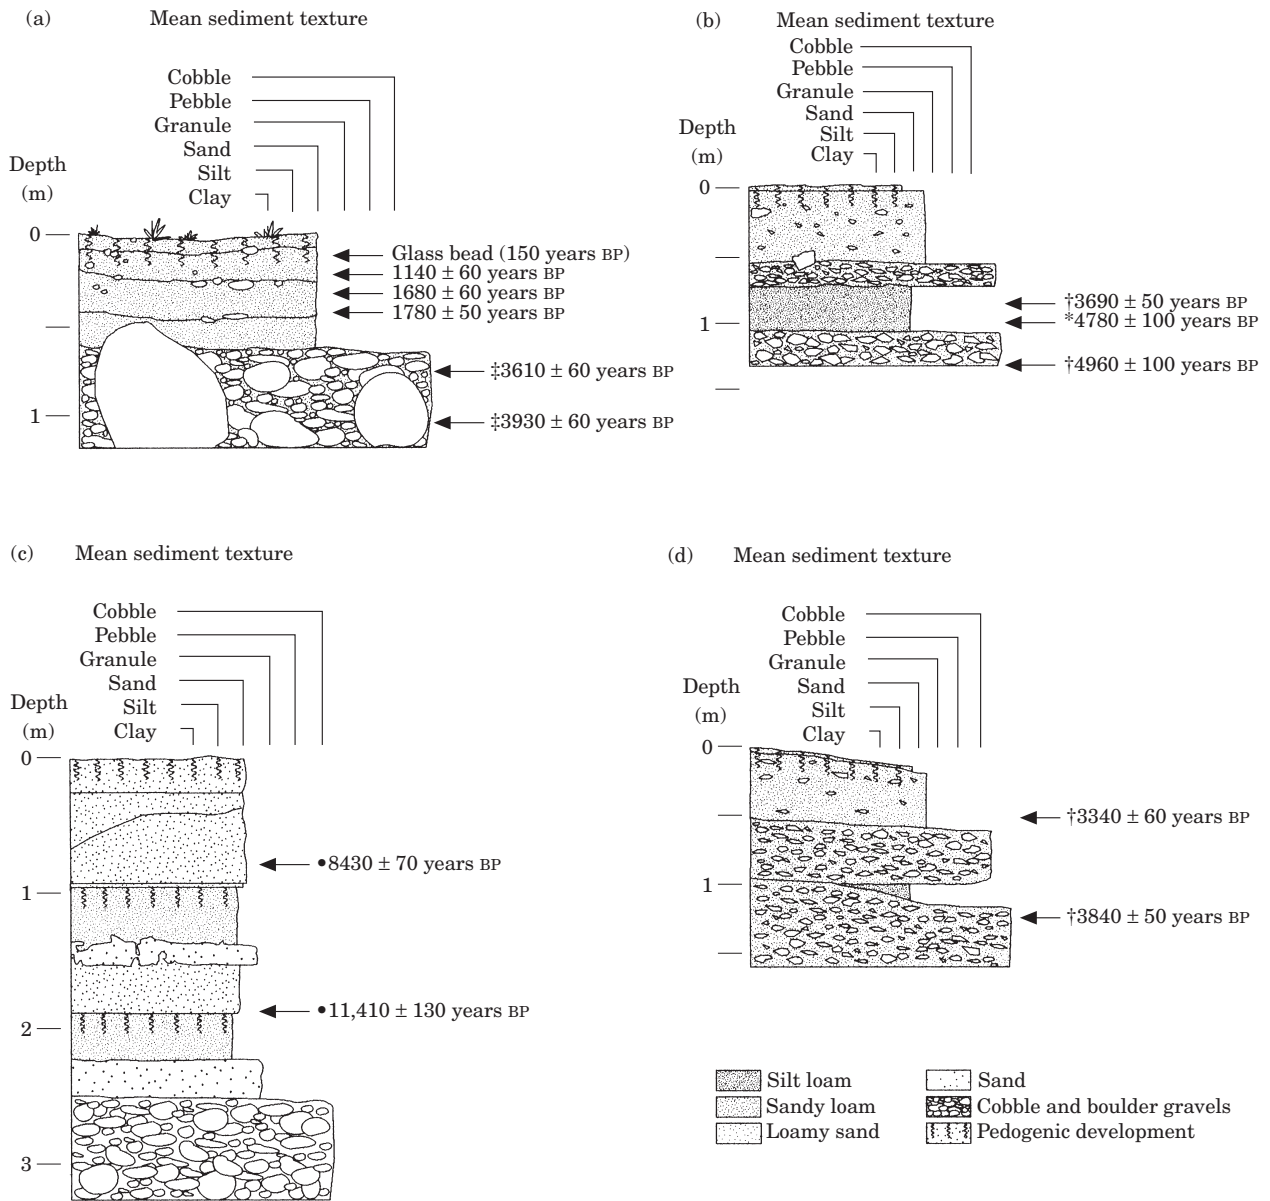 (a) Mean sediment texture
Cobble
Pebble
Granule
Sand
Silt
Clay
Depth
(m)
0
1
Glass bead (150 years BP)
1140 ± 60 years BP
1680 ± 60 years BP
1780 ± 50 years BP
‡3610 ± 60 years BP
‡3930 ± 60 years BP
(b) Mean sediment texture
Cobble
Pebble
Granule
Sand
Silt
Clay
Depth
(m)
0
1
†3690 ± 50 years BP
*4780 ± 100 years BP
†4960 ± 100 years BP
(c) Mean sediment texture
Cobble
Pebble
Granule
Sand
Silt
Clay
Depth
(m)
0
1
2
3
•8430 ± 70 years BP
•11,410 ± 130 years BP
(d) Mean sediment texture
Cobble
Pebble
Granule
Sand
Silt
Clay
Depth
(m)
0
1
†3340 ± 60 years BP
†3840 ± 50 years BP
Silt loam
Sandy loam
Loamy sand
Sand
Cobble and boulder gravels
Pedogenic development